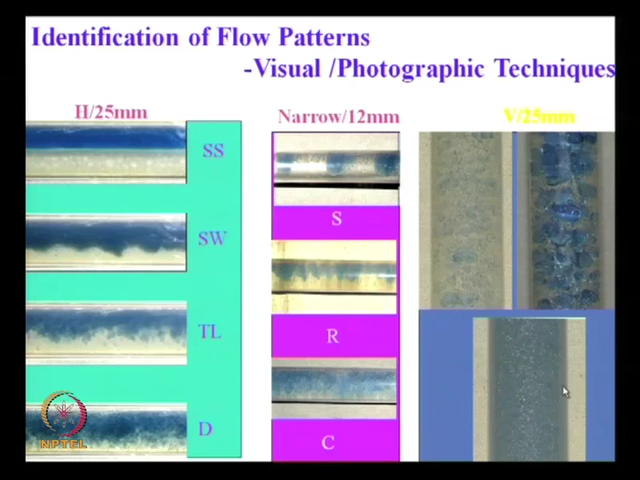 Identification of Flow Patterns
-Visual /Photographic Techniques
H/25mm
SS
SW
TL
D
Narrow/12mm
S
R
C
V/25mm
NPTEL